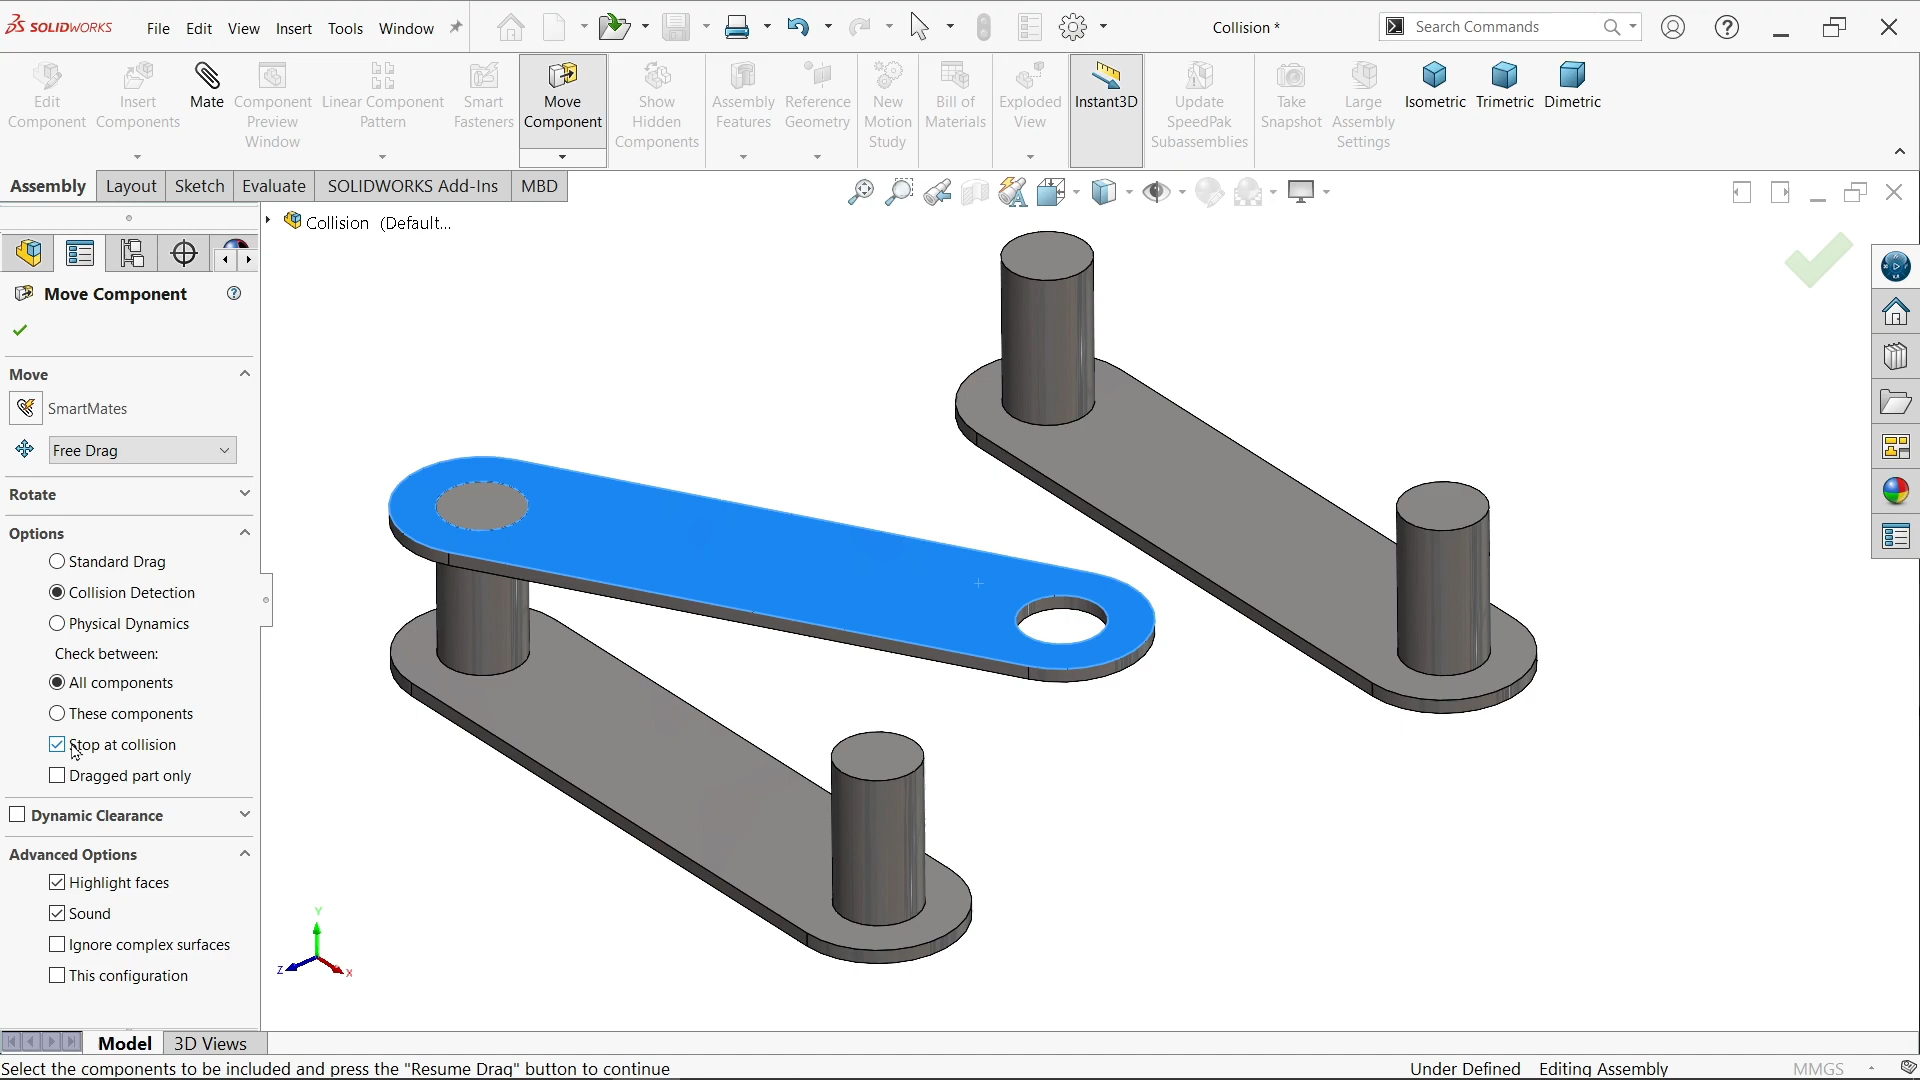 SOLIDWORKS File Edit View Insert Tools Window Collision * Search Commands
Edit Component
Insert Components
Mate
Component Preview Window
Linear Component Pattern
Smart Fasteners
Move Component
Show Hidden Components
Assembly Features
Reference Geometry
New Motion Study
Bill of Materials
Exploded View
Instant3D
Update SpeedPak Subassemblies
Take Snapshot
Large Assembly Settings
Isometric
Trimetric
Dimetric
Assembly Layout Sketch Evaluate SOLIDWORKS Add-Ins MBD
Collision (Default...
Move Component
Move
SmartMates
Free Drag
Rotate
Options
Standard Drag
Collision Detection
Physical Dynamics
Check between:
All components
These components
Stop at collision
Dragged part only
Dynamic Clearance
Advanced Options
Highlight faces
Sound
Ignore complex surfaces
This configuration
Y
Z
X
Model 3D Views
Select the components to be included and press the "Resume Drag" button to continue Under Defined Editing Assembly MMGS